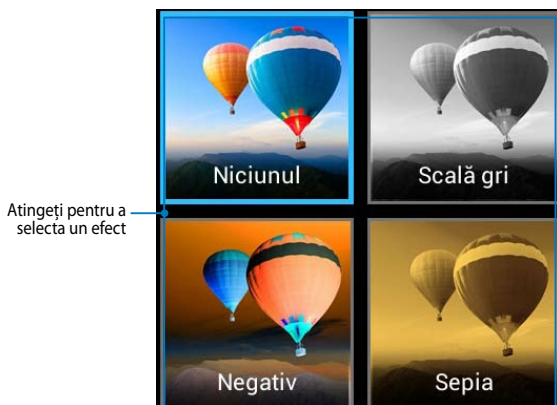 Niciunul
Scală gri
Atingeți pentru a
selecta un efect
Negativ
Sepia